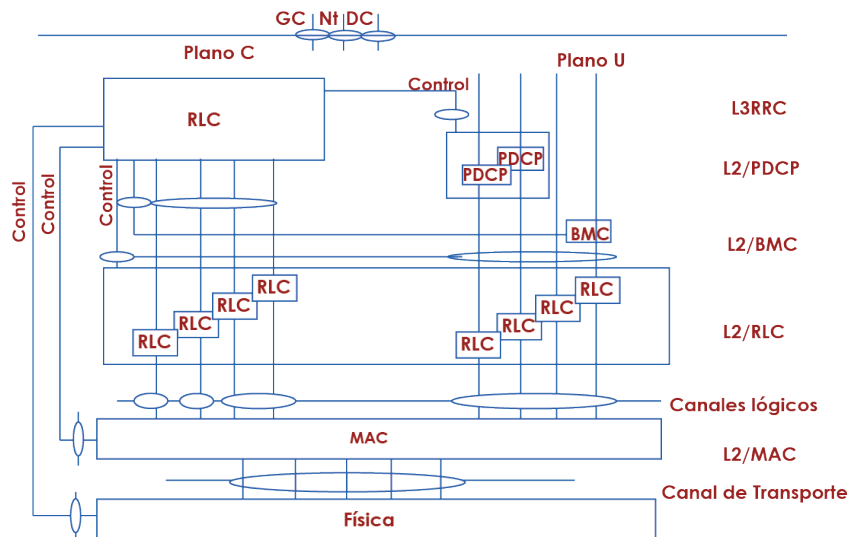 GC Nt DC
Plano C
Plano U
Control
RLC
L3RRC
PDCP
PDCP
L2/PDCP
Control
Control
Control
BMC
L2/BMC
RLC
RLC
RLC
RLC
RLC
RLC
RLC
RLC
L2/RLC
Canales lógicos
MAC
L2/MAC
Canal de Transporte
Física